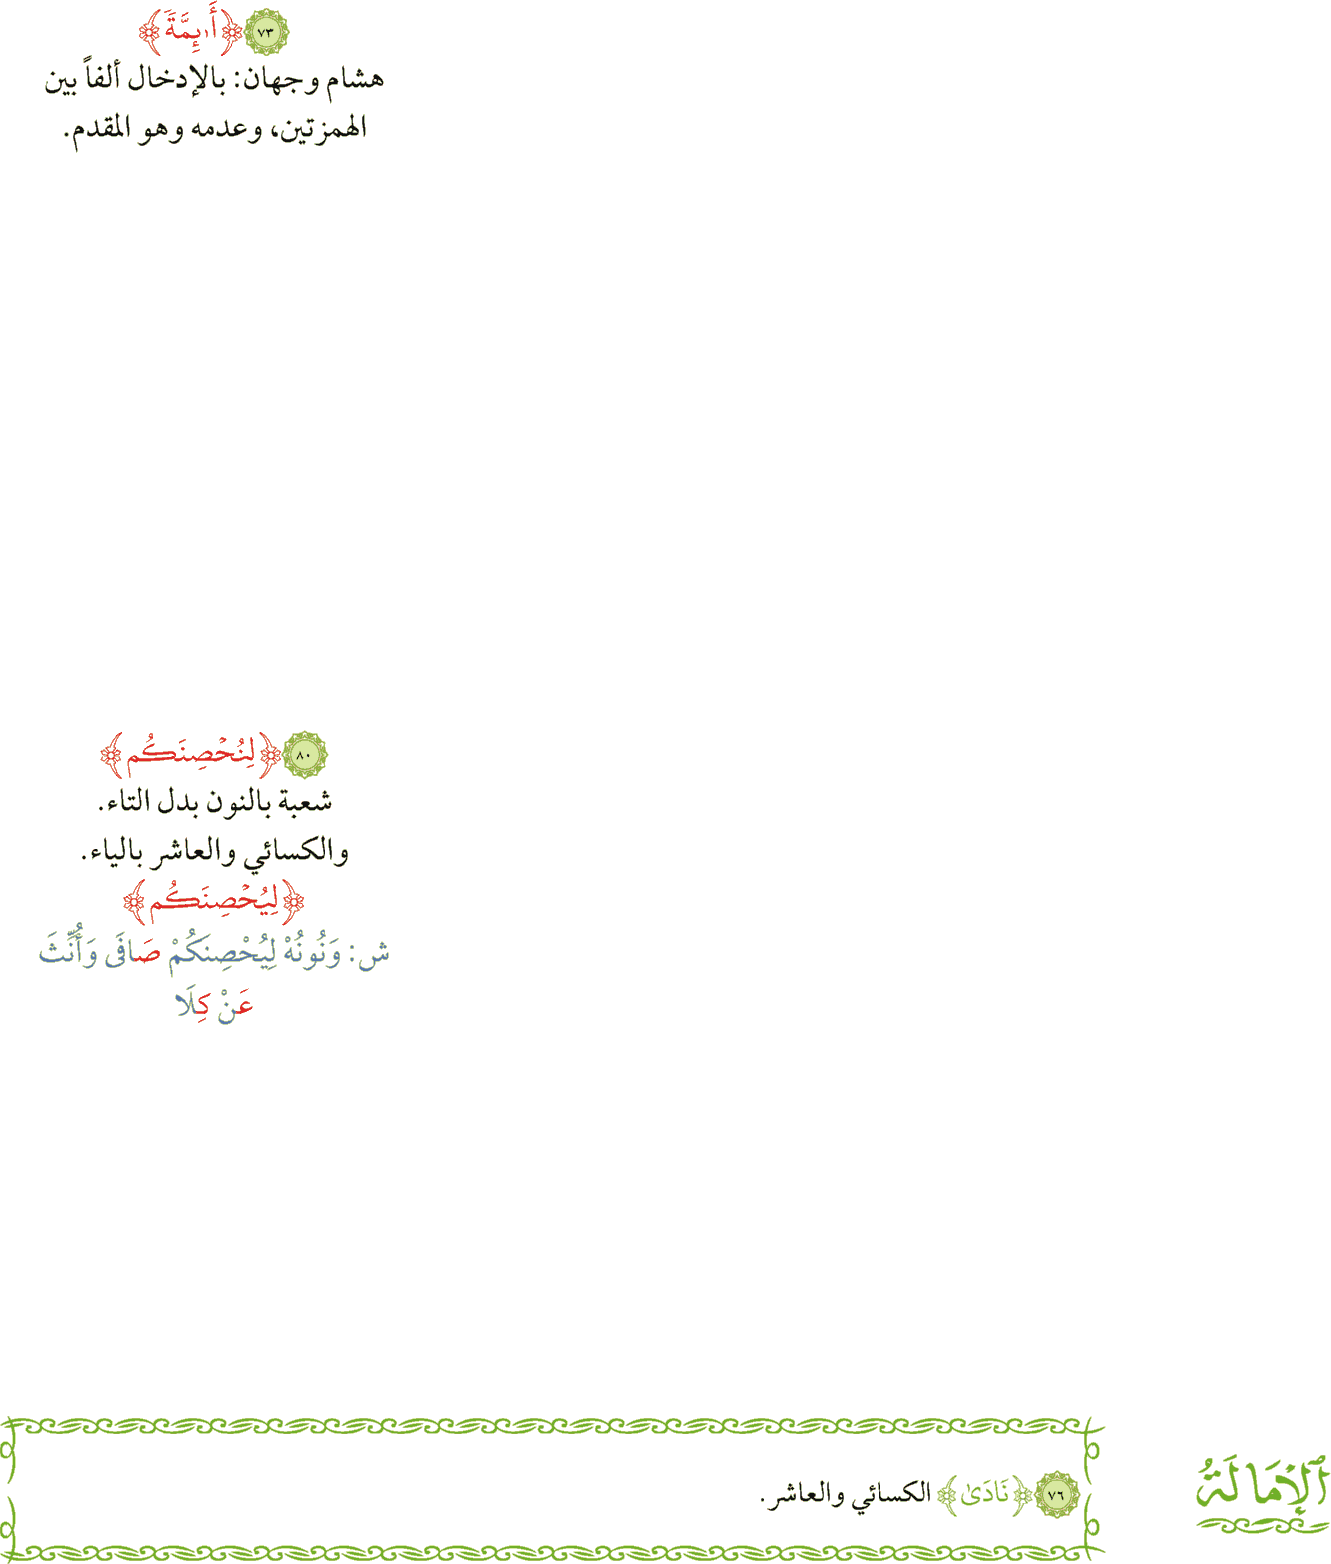 ٧٣ ﴿أَ ا۬ئِمَّةً﴾
هشام وجهان: بالإدخال ألفاً بين
الهمزتين، وعدمه وهو المقدم.
٨٠ ﴿لِنُحْصِنَكُم﴾
شعبة بالنون بدل التاء.
والكسائي والعاشر بالياء.
﴿لِيُحْصِنَكُم﴾
ش: وَنُونُهْ لِيُحْصِنَكُمْ صَافَى وَأُنِّثَ
عَنْ كِلَا
الإِمَالَةُ
٧٦ ﴿نَادَىٰ﴾ الكسائي والعاشر.